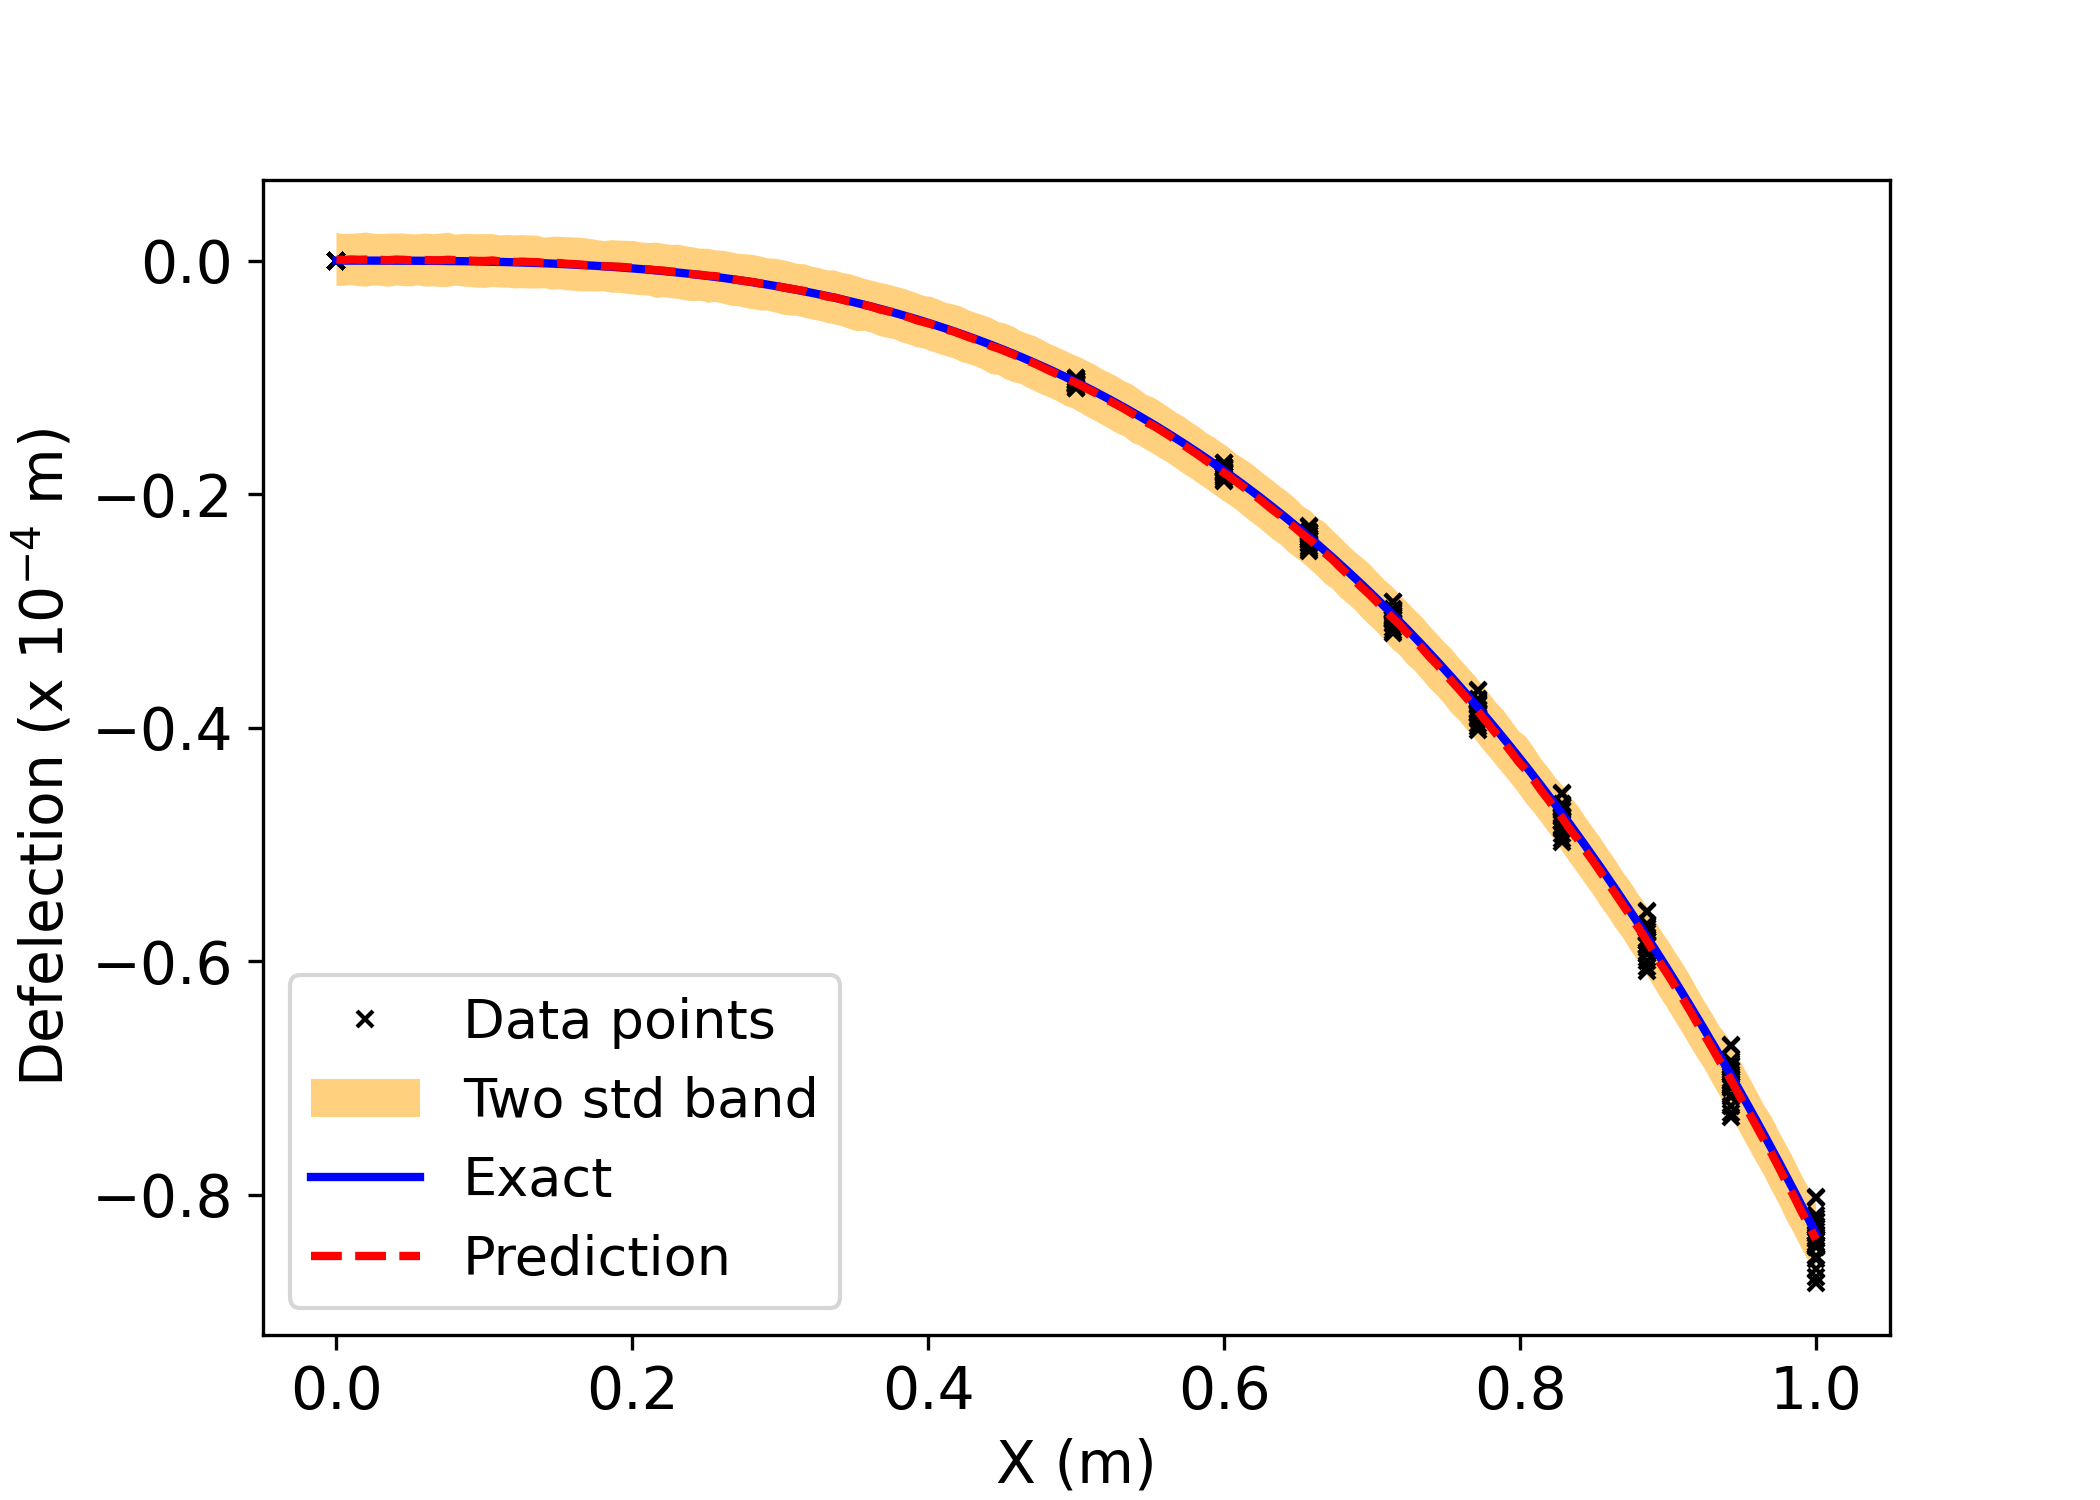 0.0
−0.2
−0.4
−0.6
−0.8
Defelection (x 10⁻⁴ m)
Data points
Two std band
Exact
Prediction
0.0 0.2 0.4 0.6 0.8 1.0
X (m)